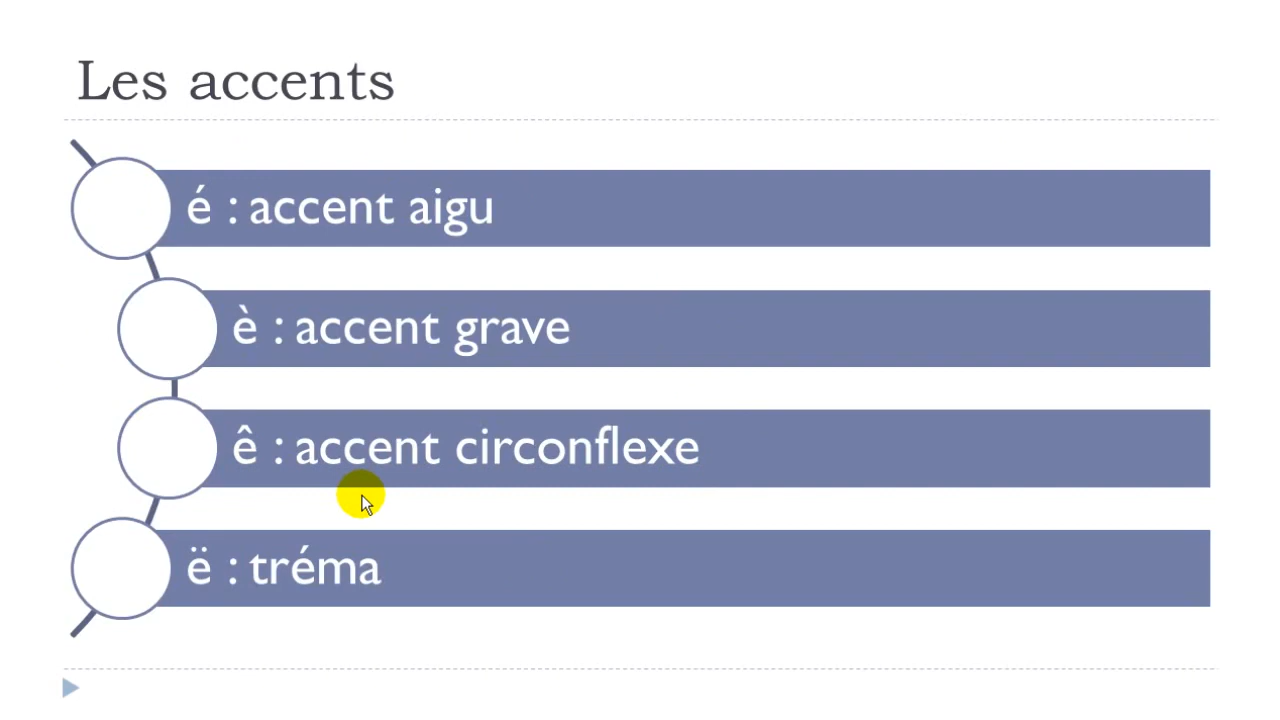 Les accents
é : accent aigu
è : accent grave
ê : accent circonflexe
ë : tréma